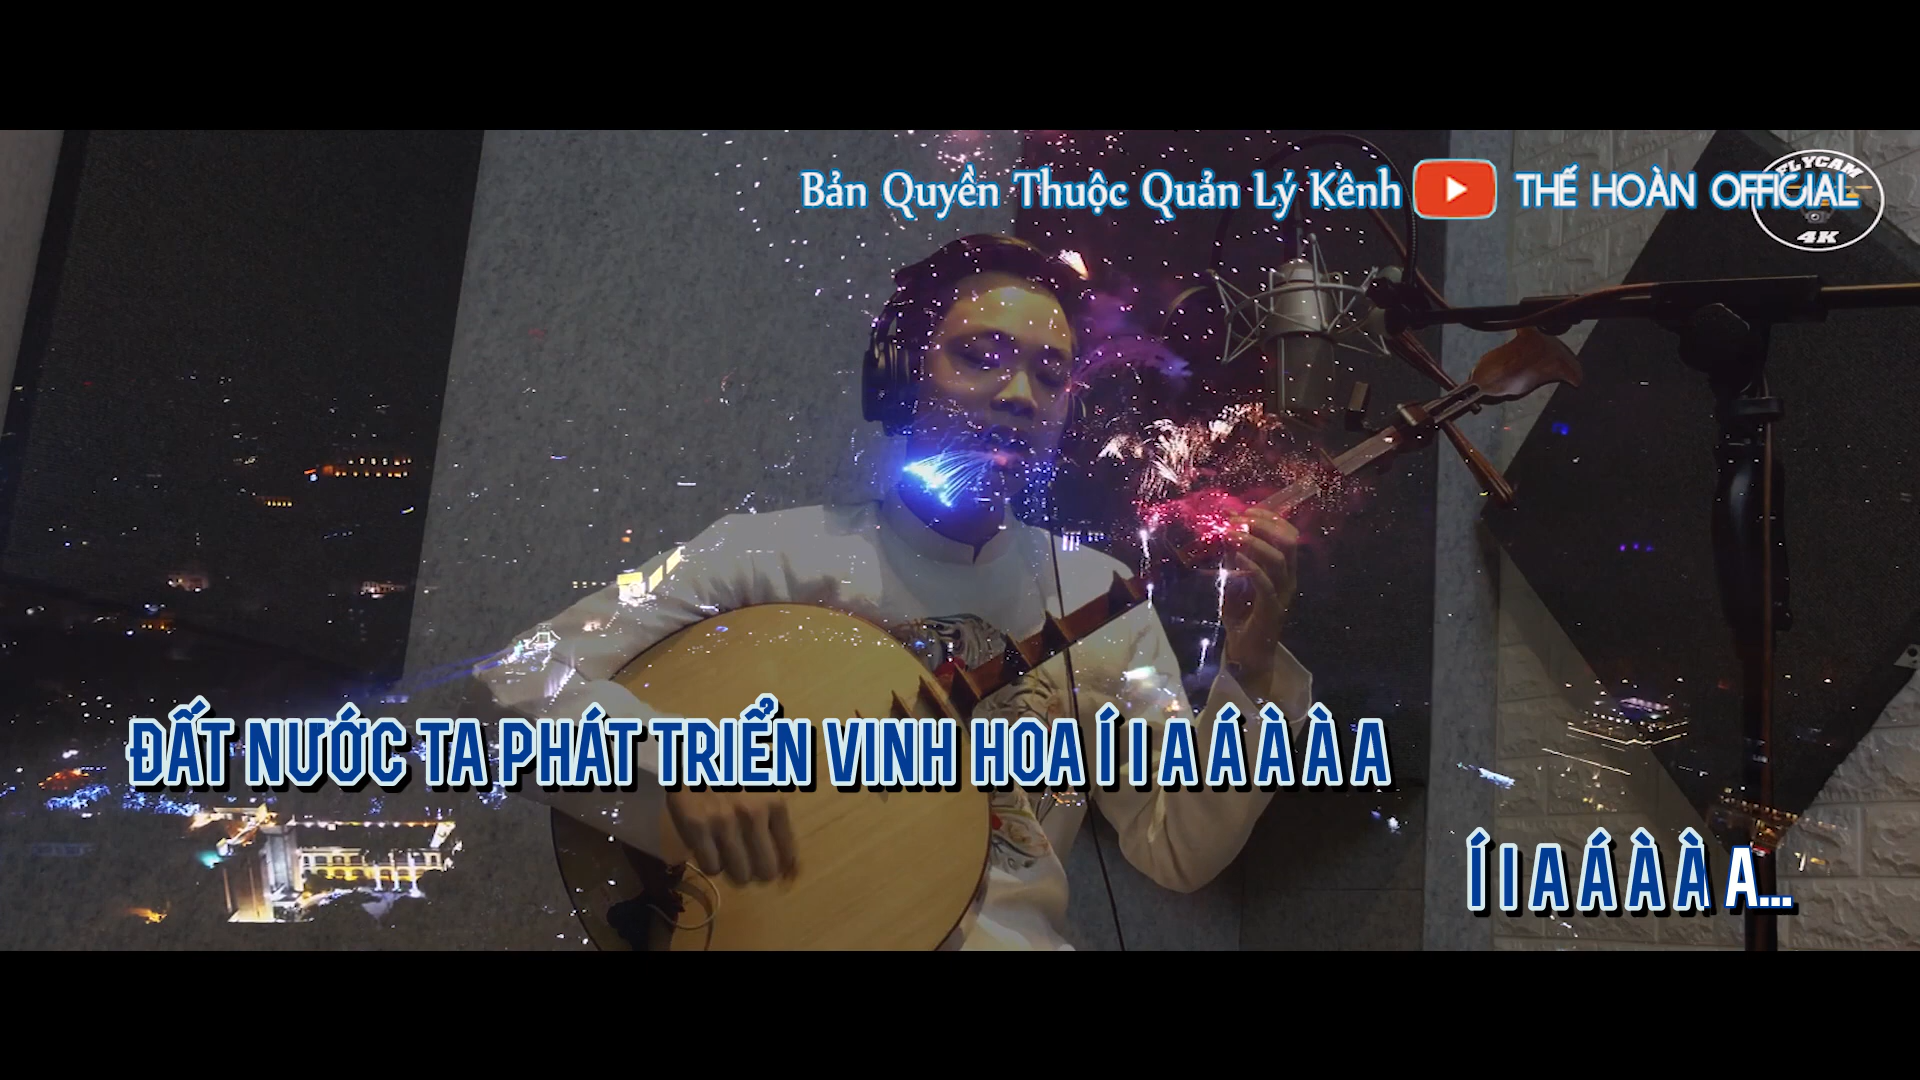 Bản Quyền Thuộc Quản Lý Kênh THẾ HOÀN OFFICIAL
FLYCAM
4K
ĐẤT NƯỚC TA PHÁT TRIỂN VINH HOA Í I A Á À À A
Í I A Á À À A...